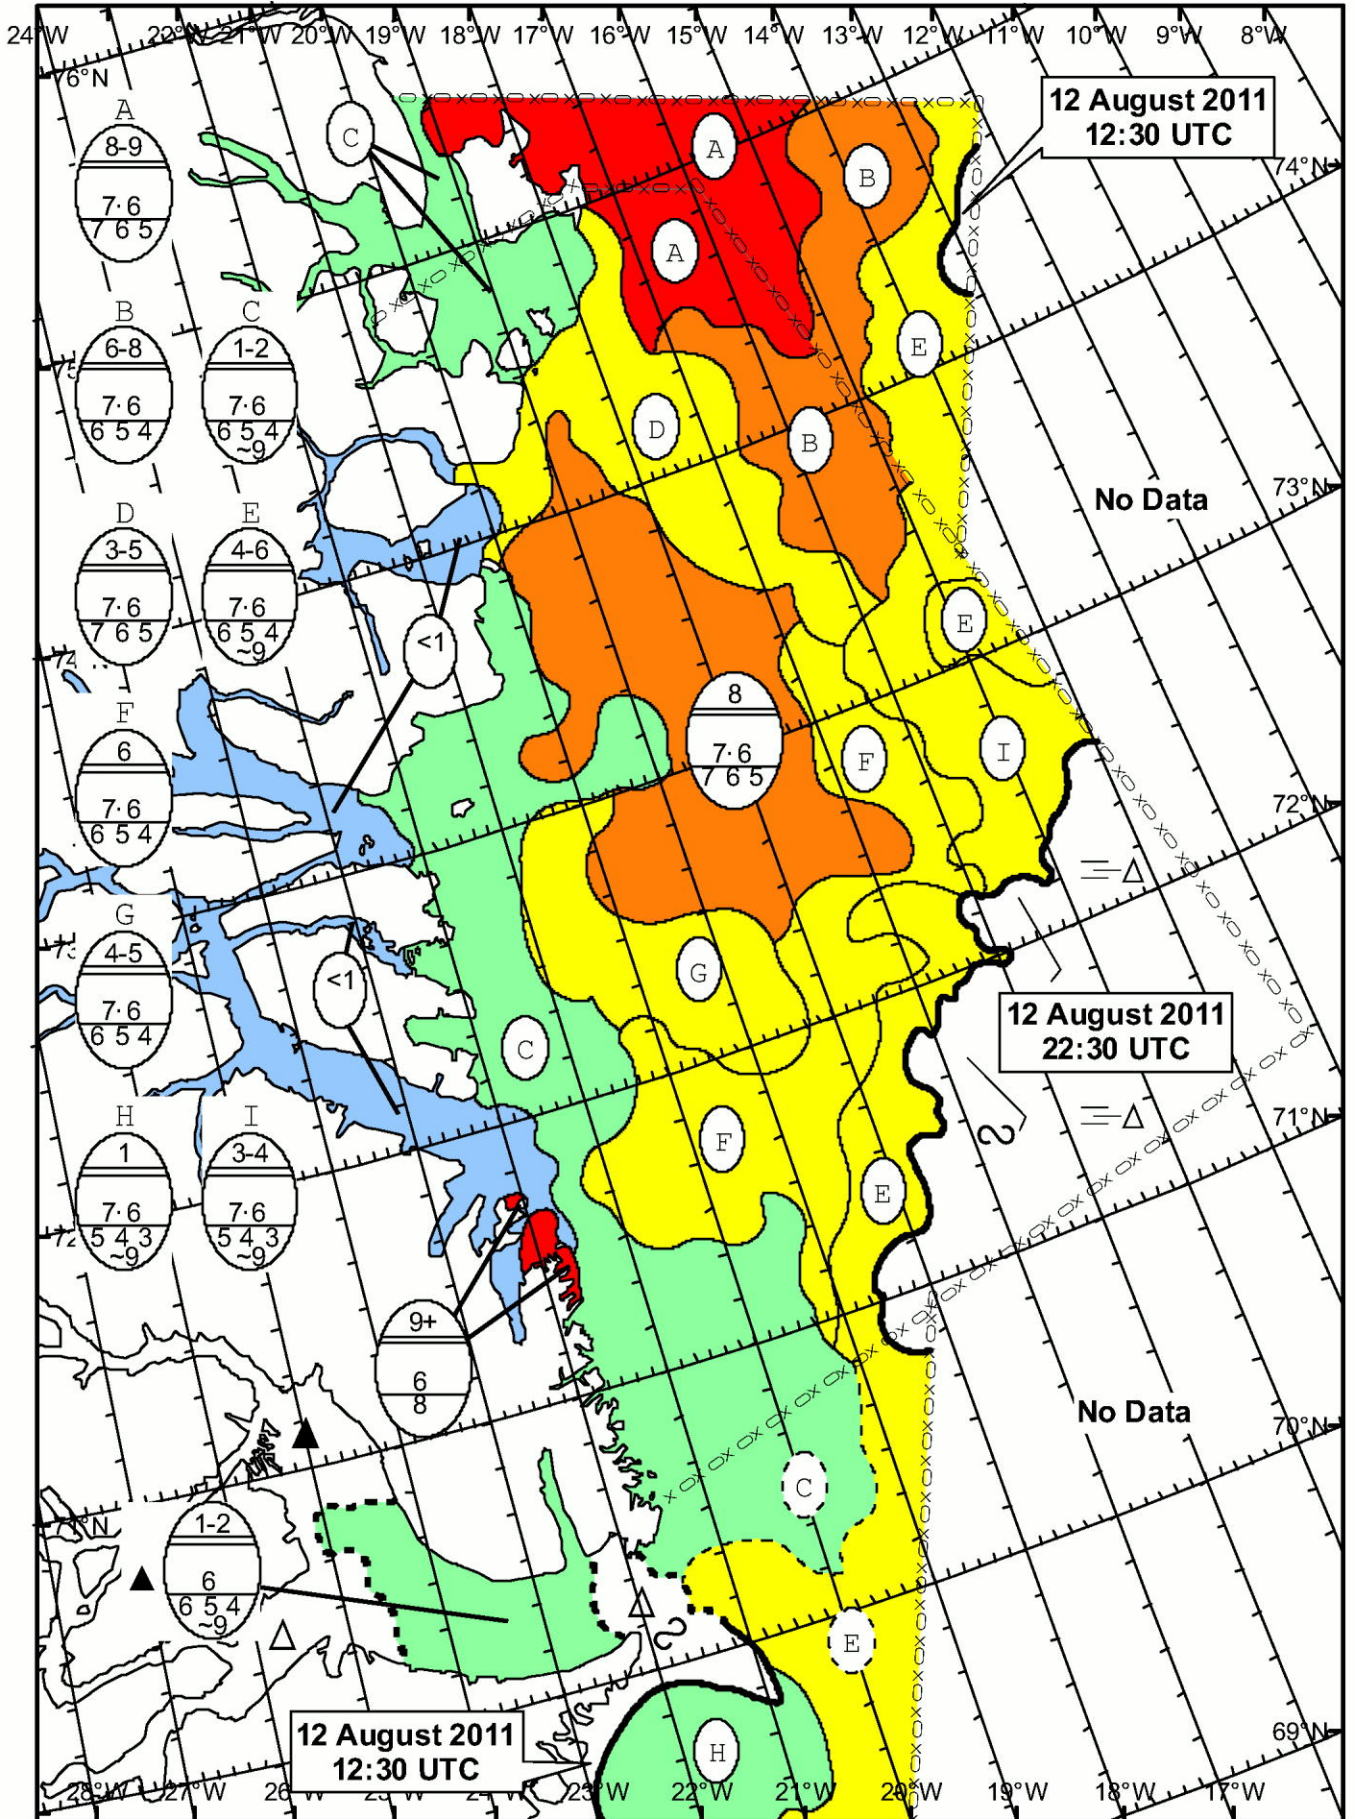 24°W 22°W 21°W 20°W 19°W 18°W 17°W 16°W 15°W 14°W 13°W 12°W 11°W 10°W 9°W 8°W
76°N
12 August 2011
12:30 UTC
74°N
A
8-9
7·6
7 6 5
C
A
B
A
B
6-8
7·6
6 5 4
C
1-2
7·6
6 5 4
~9
E
D
B
73°N
No Data
D
3-5
7·6
7 6 5
E
4-6
7·6
6 5 4
~9
<1
E
F
6
7·6
6 5 4
8
7·6
7 6 5
F
I
72°N
G
4-5
7·6
6 5 4
<1
G
C
12 August 2011
22:30 UTC
71°N
H
1
7·6
5 4 3
~9
I
3-4
7·6
5 4 3
~9
F
E
9+
6
8
No Data
70°N
C
1-2
6
6 5 4
~9
E
12 August 2011
12:30 UTC
H
69°N
28°W 27°W 23°W 22°W 21°W 20°W 19°W 18°W 17°W